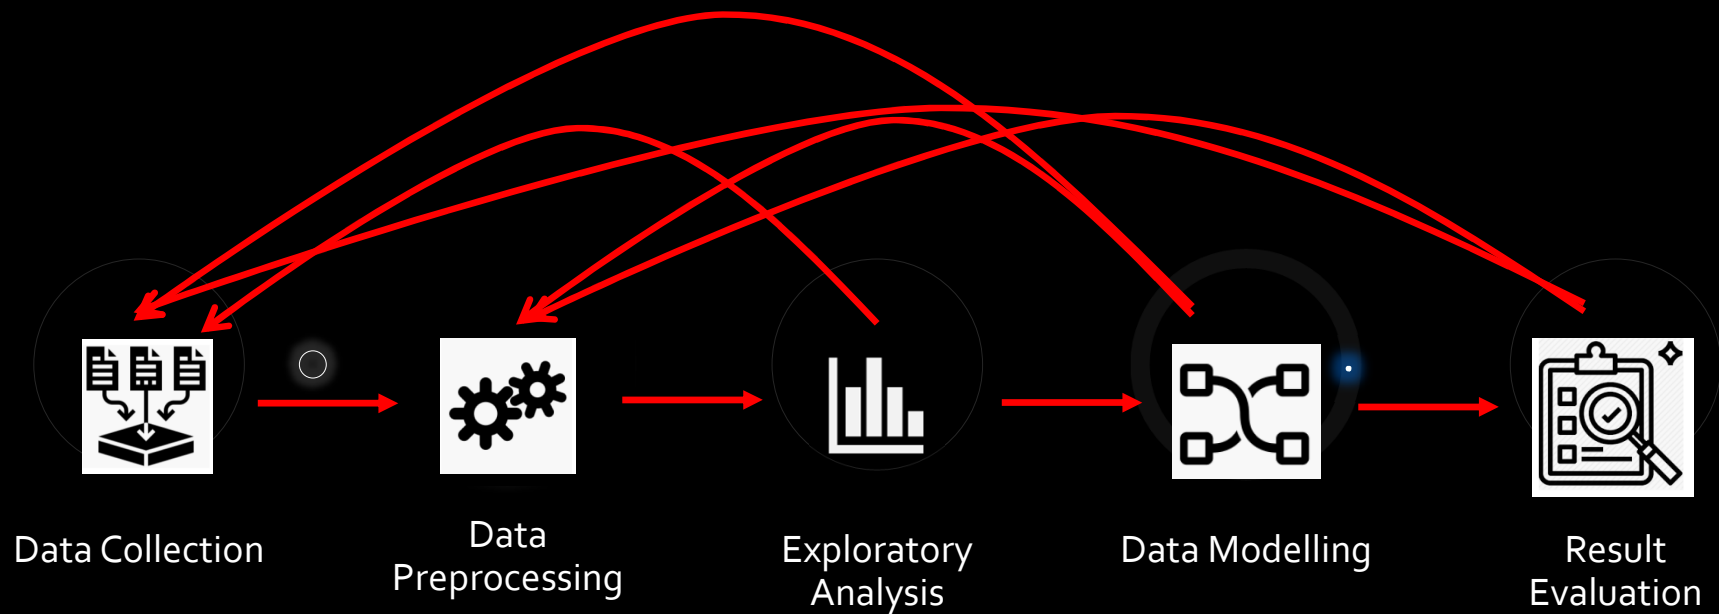 Data Collection
Data
Preprocessing
Exploratory
Analysis
Data Modelling
Result
Evaluation